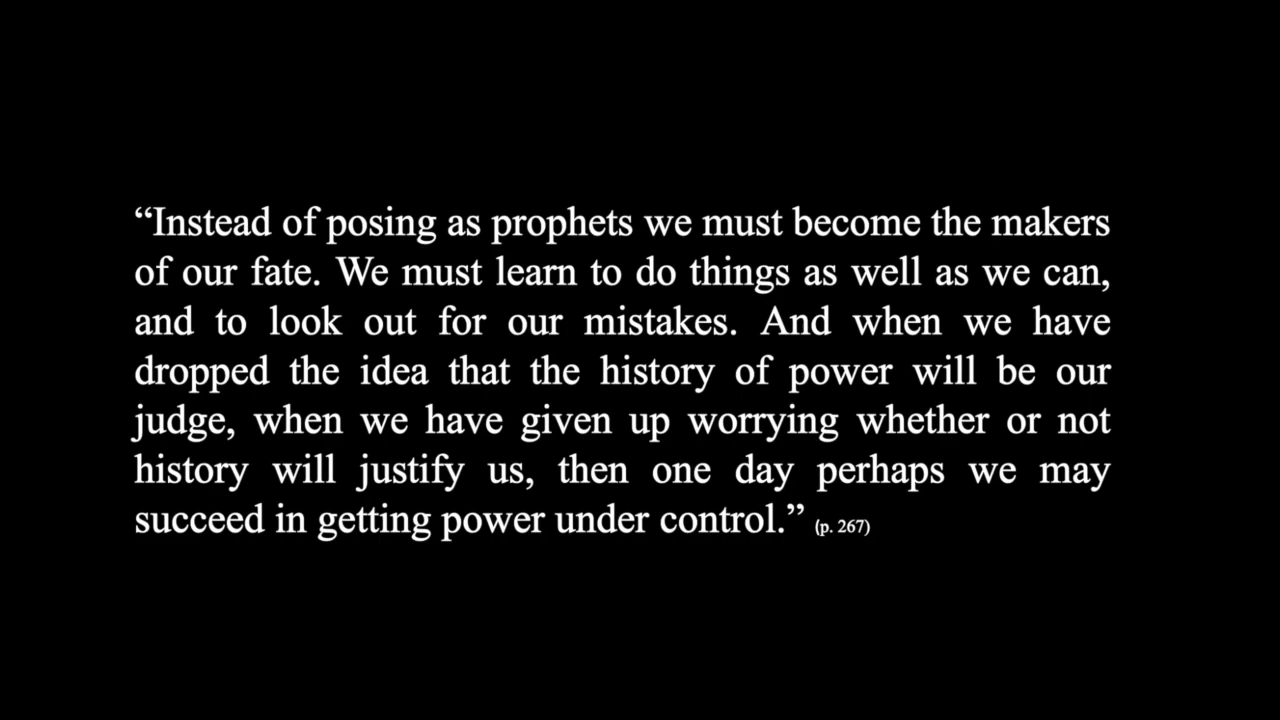 “Instead of posing as prophets we must become the makers
of our fate. We must learn to do things as well as we can,
and to look out for our mistakes. And when we have
dropped the idea that the history of power will be our
judge, when we have given up worrying whether or not
history will justify us, then one day perhaps we may
succeed in getting power under control.” (p. 267)